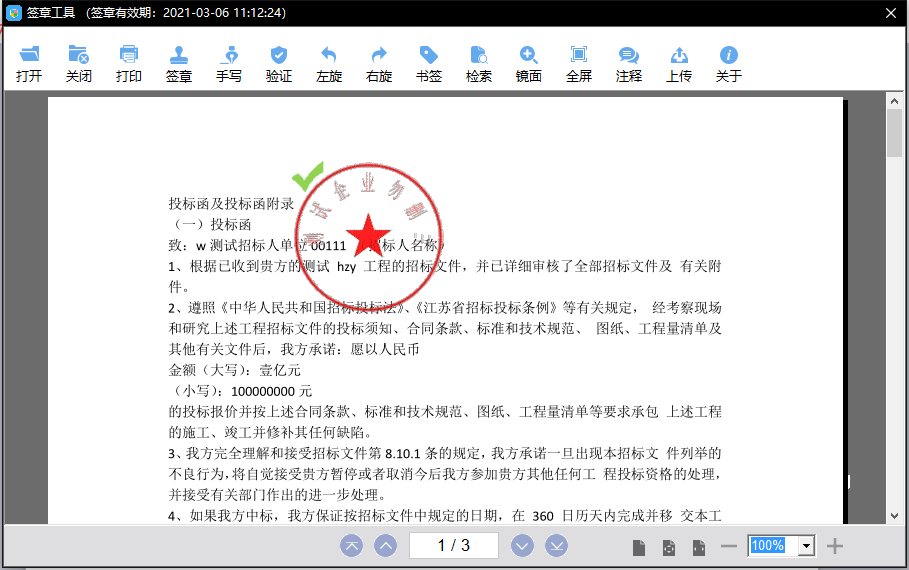 签章工具 (签章有效期: 2021-03-06 11:12:24)
打开 关闭 打印 签章 手写 验证 左旋 右旋 书签 检索 镜面 全屏 注释 上传 关于
测试企业勿删
投标函及投标函附录
（一）投标函
致：w 测试招标人单位 00111 （招标人名称）
1、根据已收到贵方的测试 hzy 工程的招标文件，并已详细审核了全部招标文件及 有关附
件。
2、遵照《中华人民共和国招标投标法》、《江苏省招标投标条例》等有关规定， 经考察现场
和研究上述工程招标文件的投标须知、合同条款、标准和技术规范、 图纸、工程量清单及
其他有关文件后，我方承诺：愿以人民币
金额（大写）：壹亿元
（小写）：100000000 元
的投标报价并按上述合同条款、标准和技术规范、图纸、工程量清单等要求承包 上述工程
的施工、竣工并修补其任何缺陷。
3、我方完全理解和接受招标文件第 8.10.1 条的规定，我方承诺一旦出现本招标文 件列举的
不良行为，将自觉接受贵方暂停或者取消今后我方参加贵方其他任何工 程投标资格的处理，
并接受有关部门作出的进一步处理。
4、如果我方中标，我方保证按招标文件中规定的日期，在 360 日历天内完成并移 交本工
1 / 3
100%